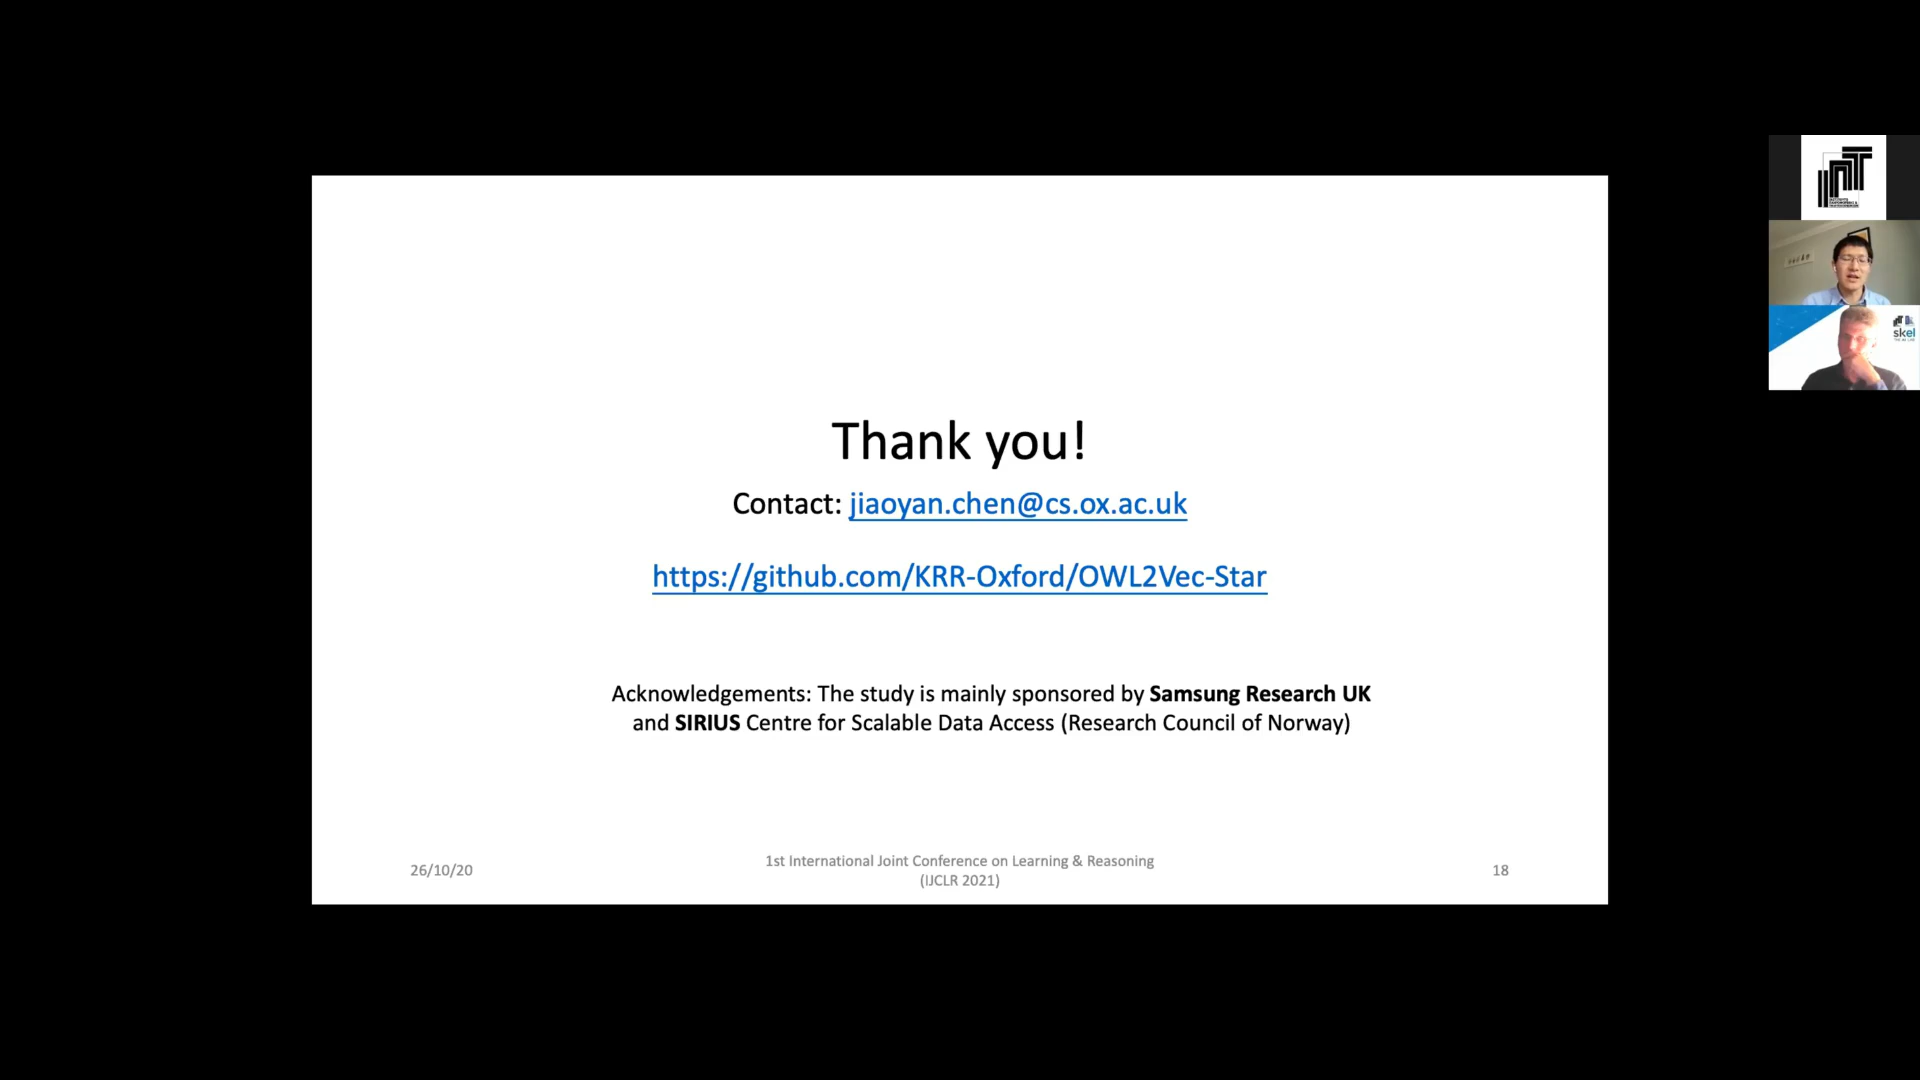 Thank you!
Contact: jiaoyan.chen@cs.ox.ac.uk
https://github.com/KRR-Oxford/OWL2Vec-Star
Acknowledgements: The study is mainly sponsored by Samsung Research UK
and SIRIUS Centre for Scalable Data Access (Research Council of Norway)
26/10/20
1st International Joint Conference on Learning & Reasoning
(IJCLR 2021)
18
skel